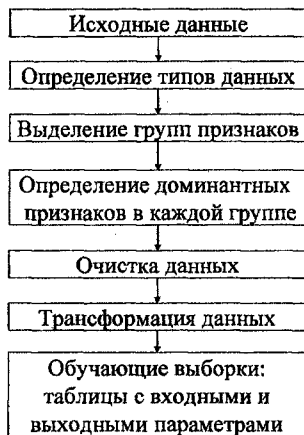 Исходные данные
Определение типов данных
Выделение групп признаков
Определение доминантных
признаков в каждой группе
Очистка данных
Трансформация данных
Обучающие выборки:
таблицы с входными и
выходными параметрами